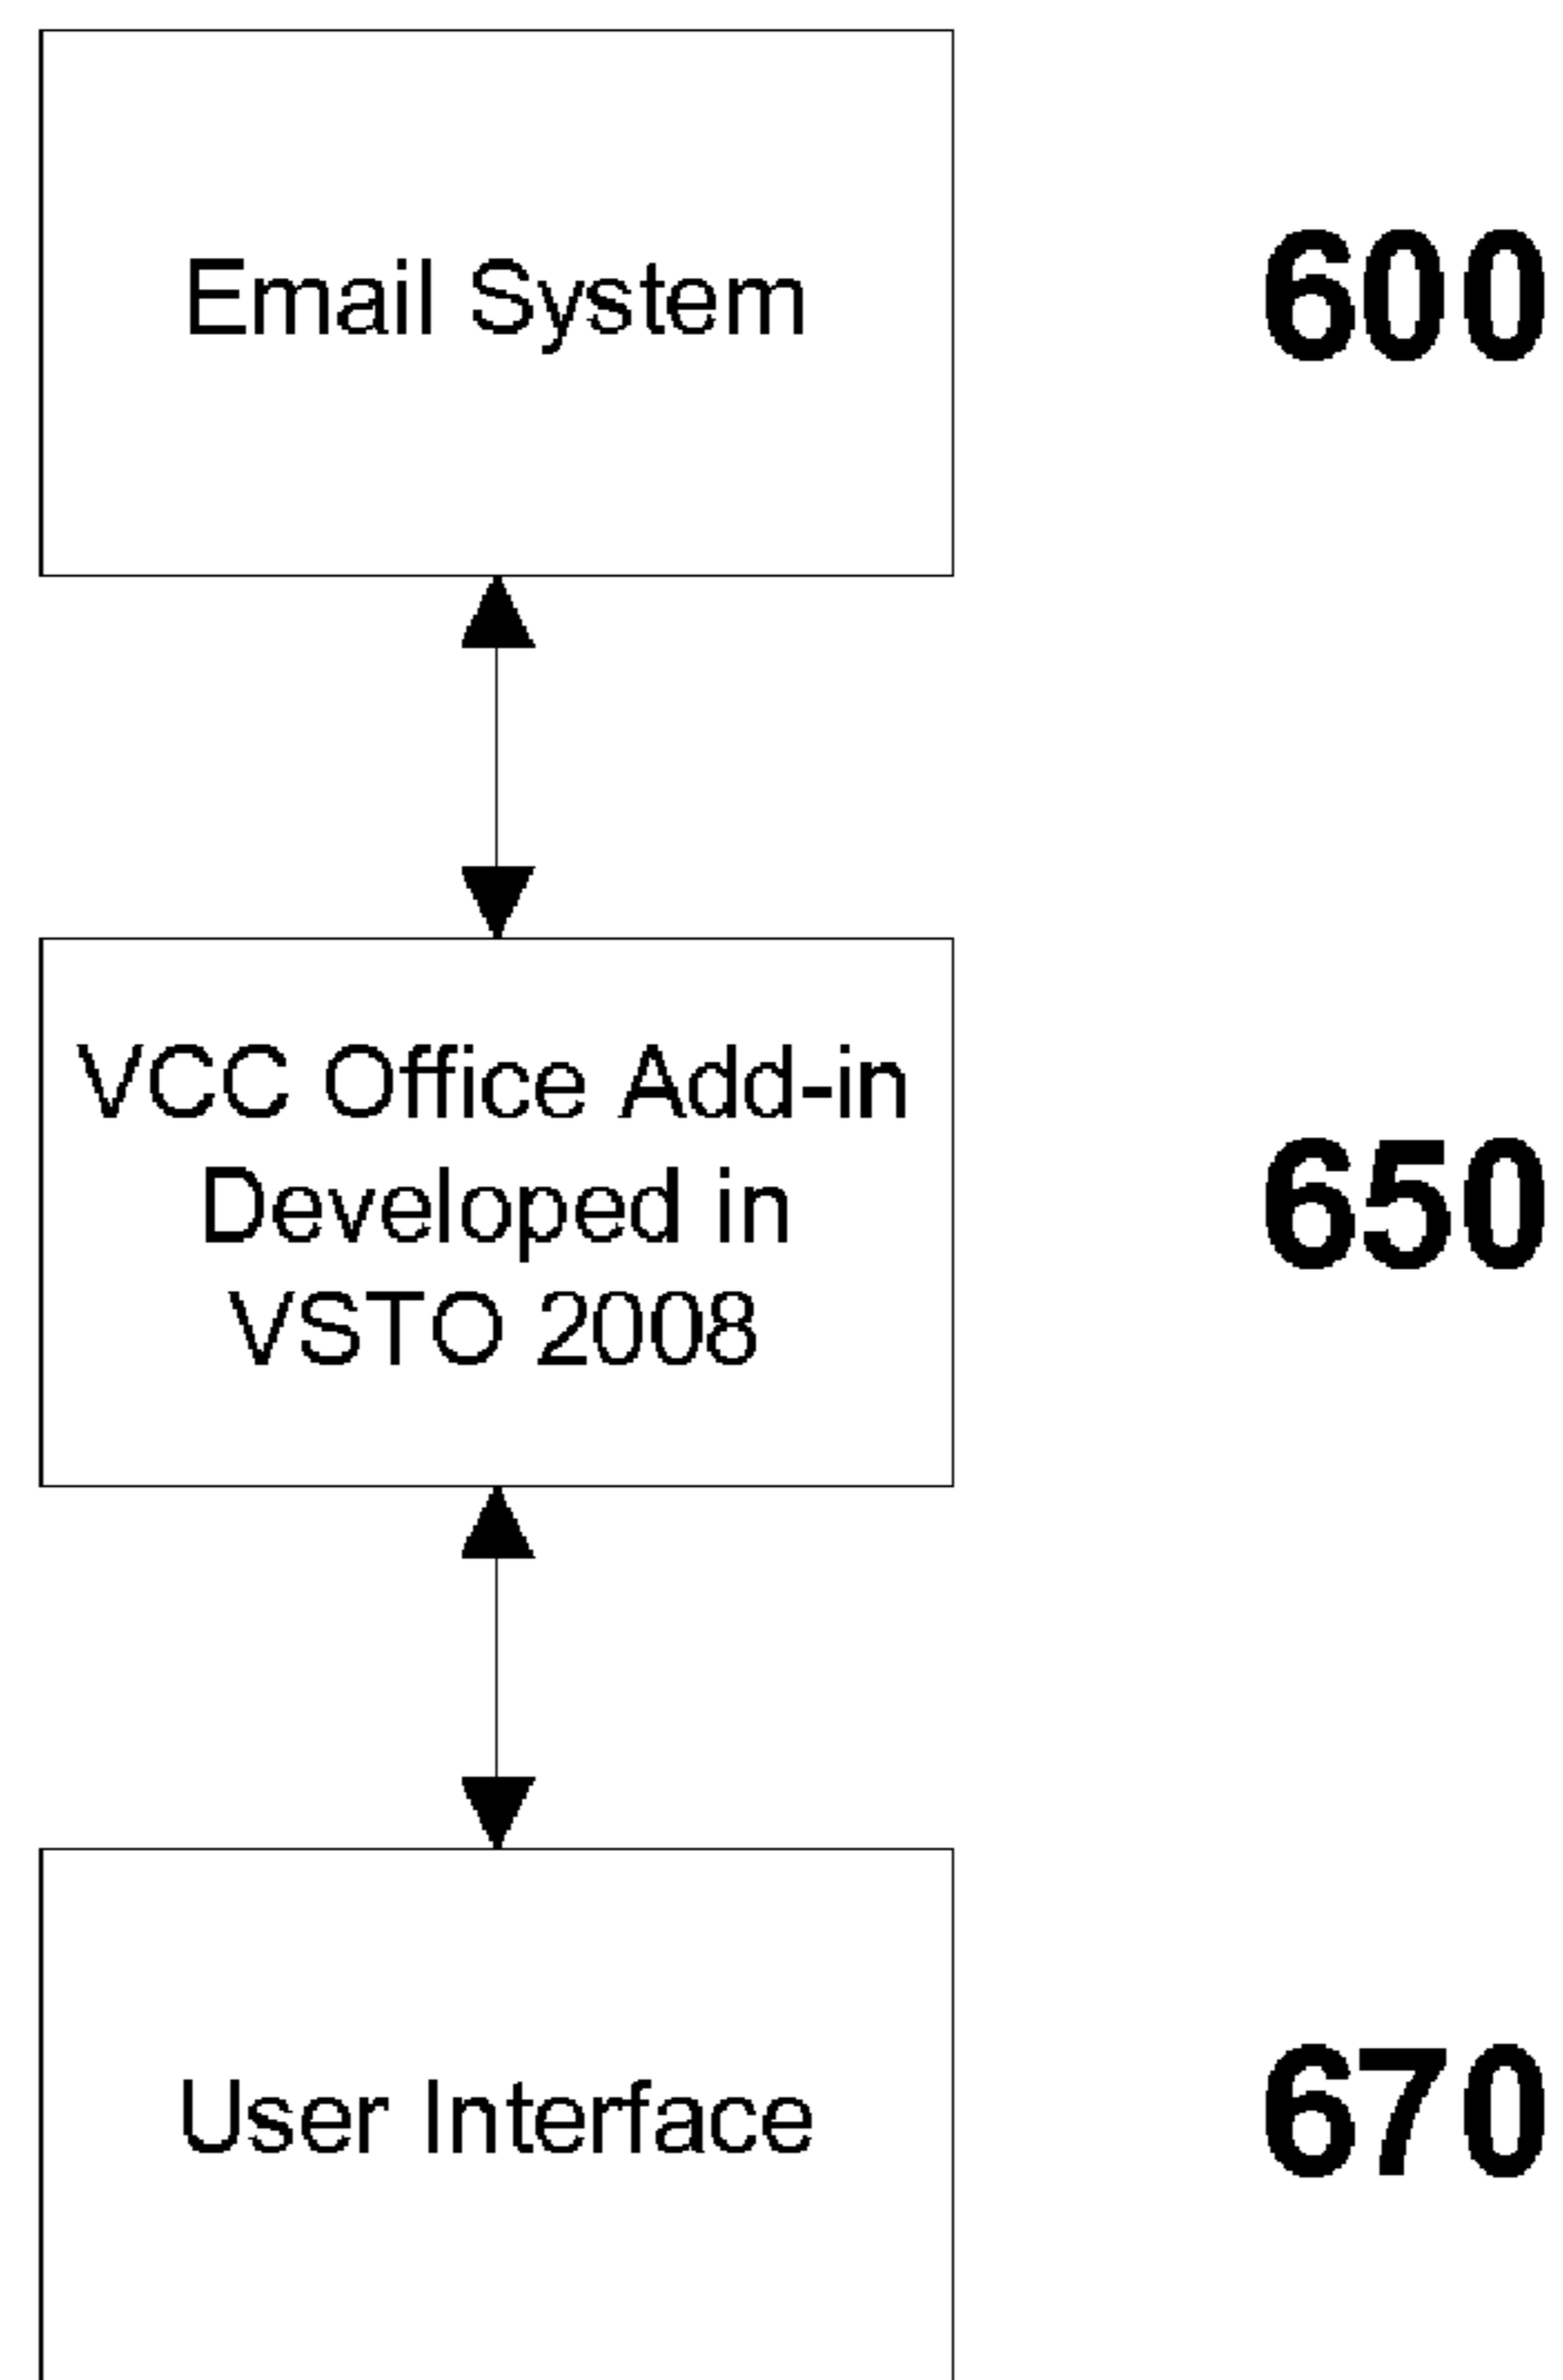 Email System
600
VCC Office Add-in
Developed in
VSTO 2008
650
User Interface
670